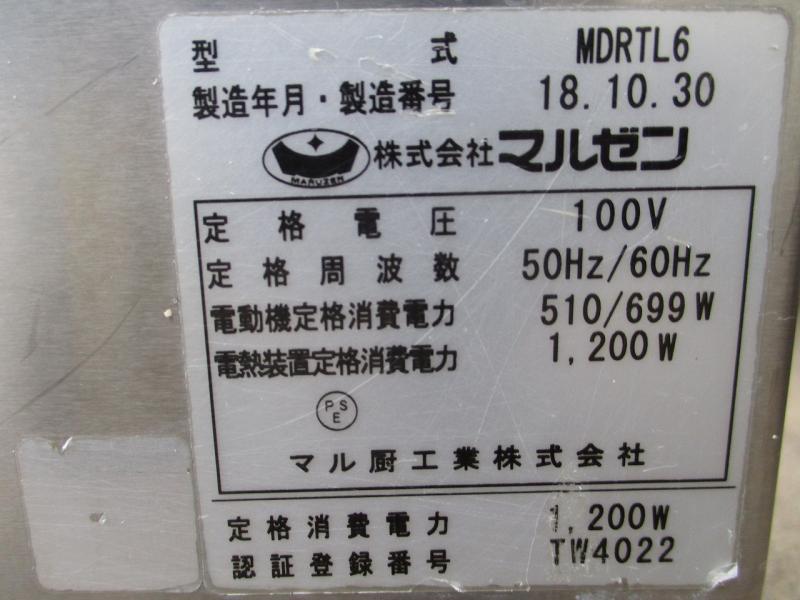 型式 MDRTL6
製造年月・製造番号 18.10.30
MARUZEN 株式会社 マルゼン
定格電圧 100V
定格周波数 50Hz/60Hz
電動機定格消費電力 510/699W
電熱装置定格消費電力 1,200W
PSE
マル厨工業株式会社
定格消費電力 1,200W
認証登録番号 TW4022